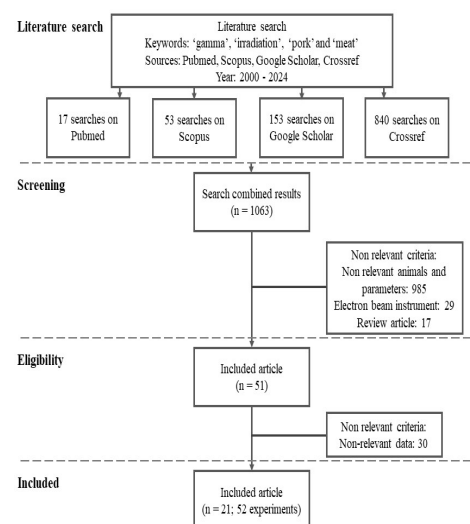 Literature search
Literature search
Keywords: 'gamma', 'irradiation', 'pork' and 'meat'
Sources: Pubmed, Scopus, Google Scholar, Crossref
Year: 2000 - 2024
17 searches on
Pubmed
53 searches on
Scopus
153 searches on
Google Scholar
840 searches on
Crossref
Screening
Search combined results
(n = 1063)
Non relevant criteria:
Non relevant animals and
parameters: 985
Electron beam instrument: 29
Review article: 17
Eligibility
Included article
(n = 51)
Non relevant criteria:
Non-relevant data: 30
Included
Included article
(n = 21; 52 experiments)